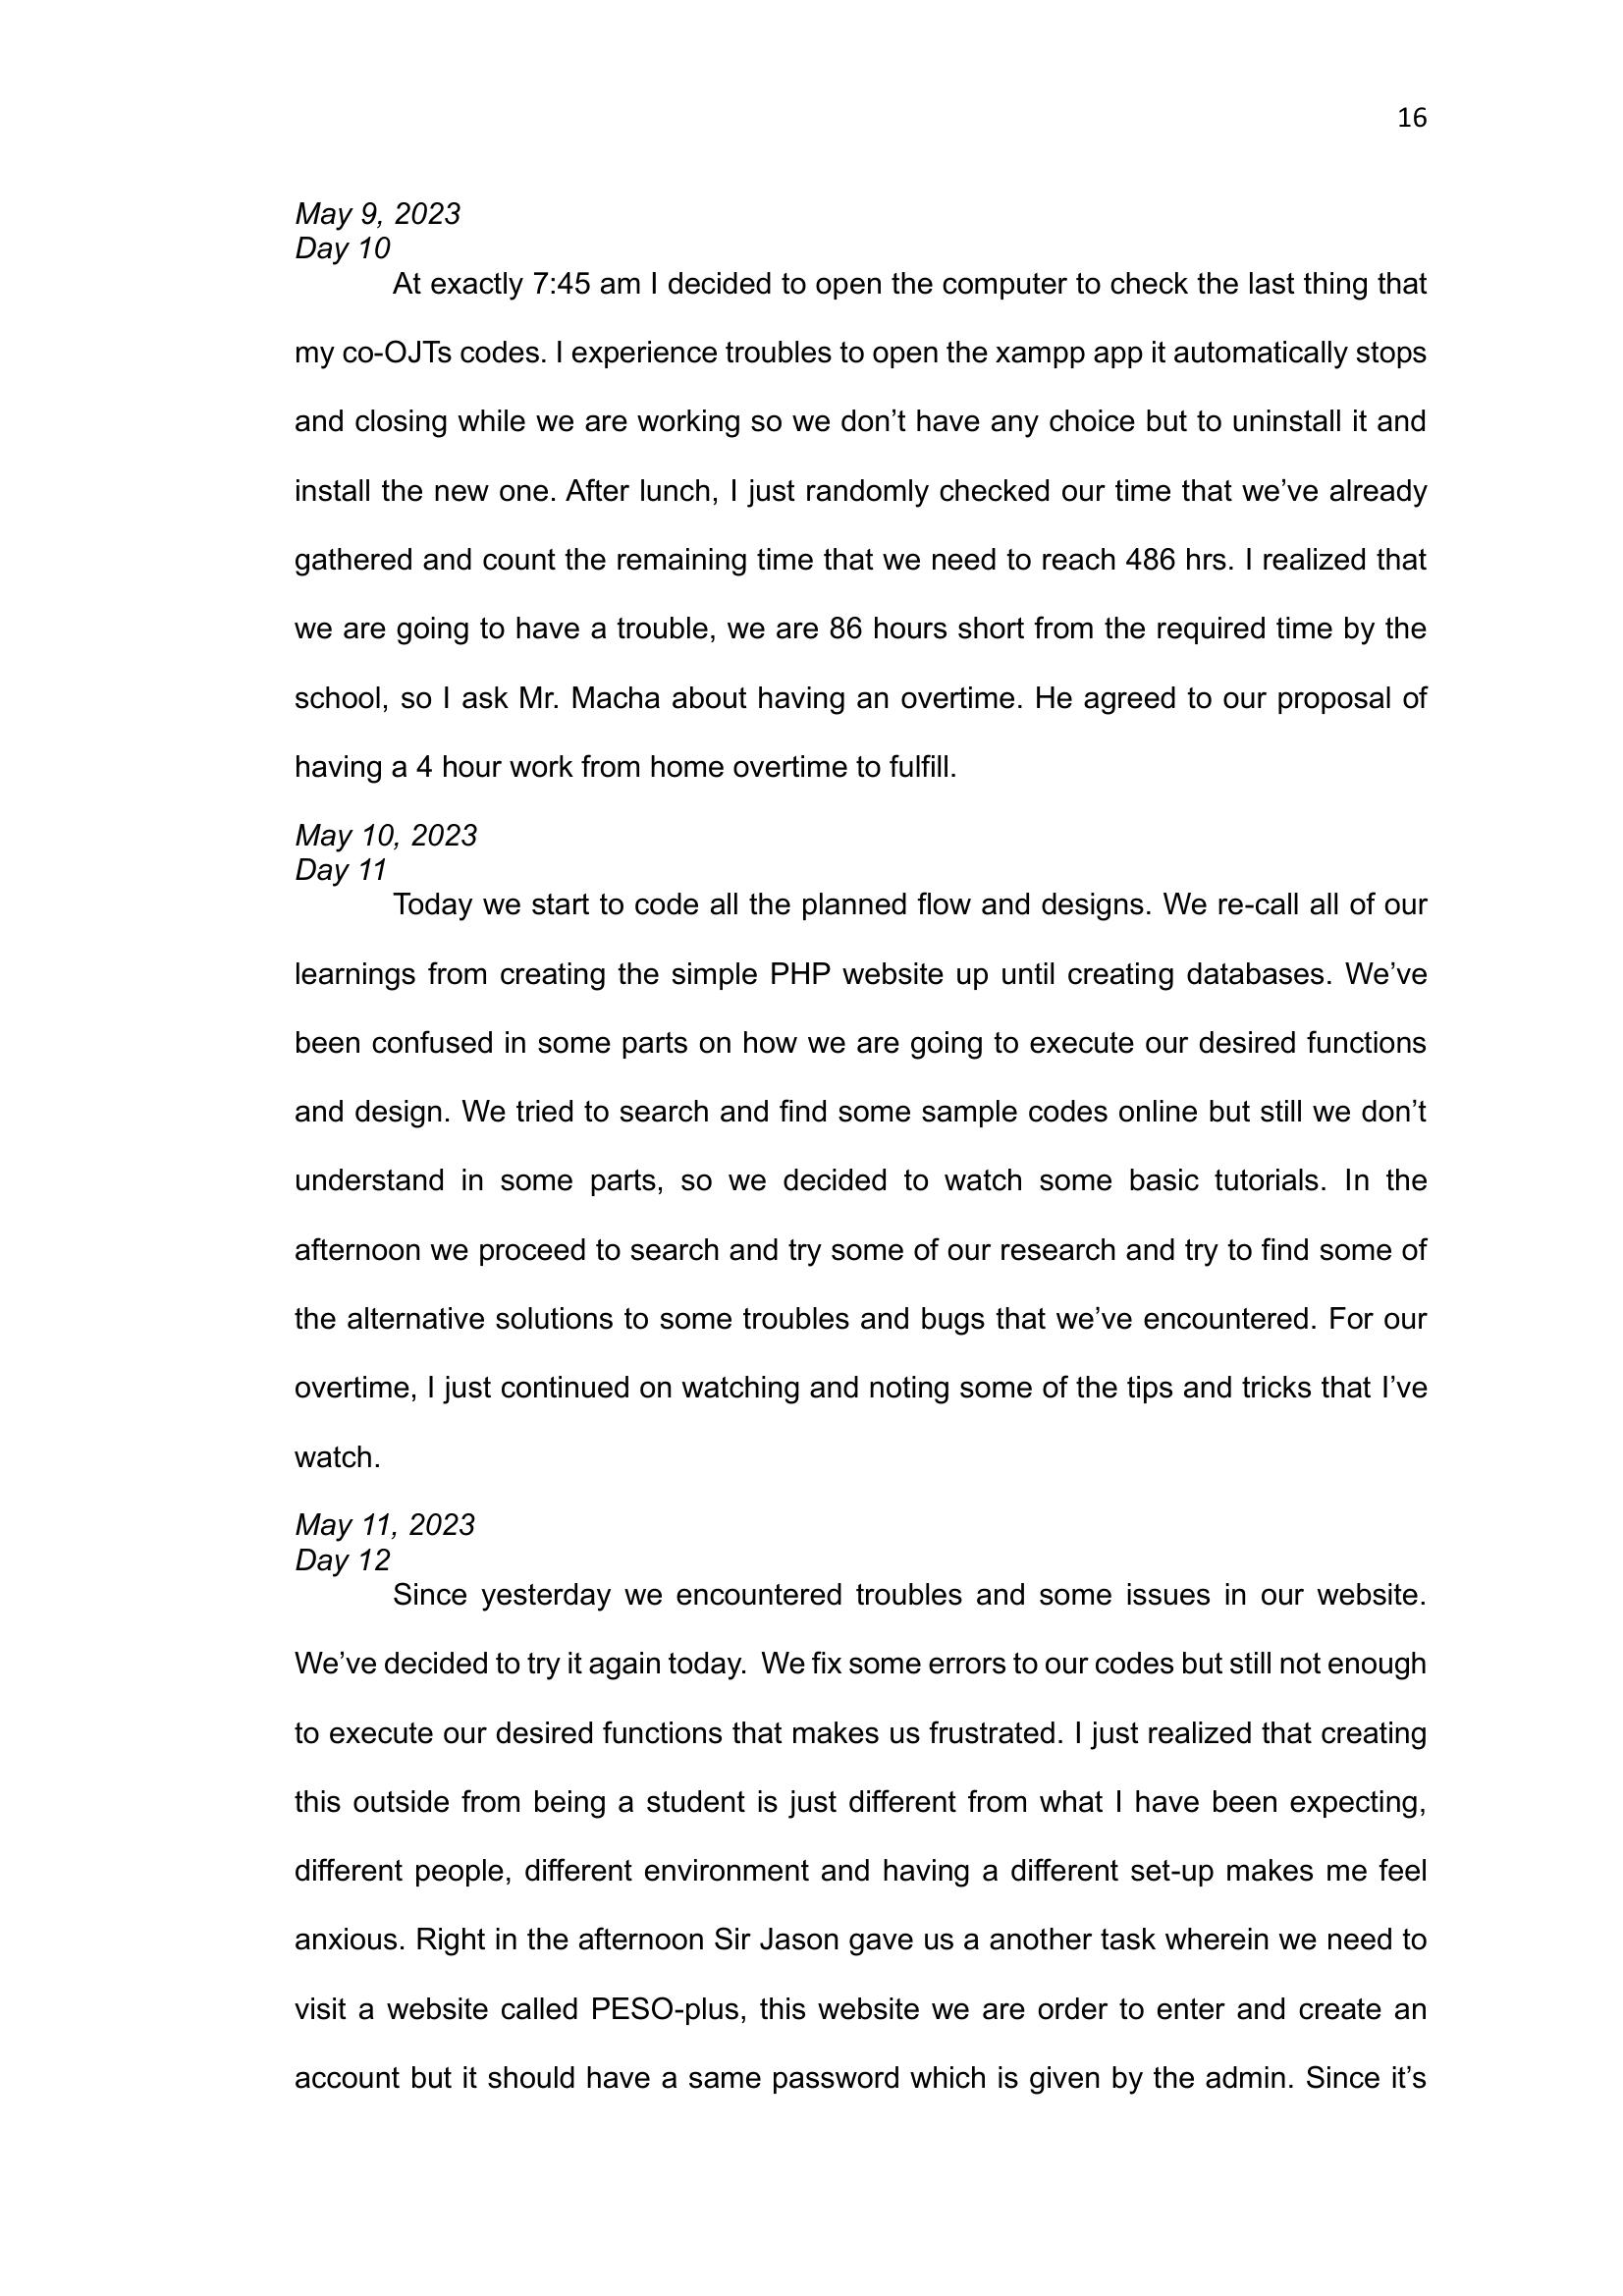 16
May 9, 2023
Day 10
At exactly 7:45 am I decided to open the computer to check the last thing that
my co-OJTs codes. I experience troubles to open the xampp app it automatically stops
and closing while we are working so we don’t have any choice but to uninstall it and
install the new one. After lunch, I just randomly checked our time that we’ve already
gathered and count the remaining time that we need to reach 486 hrs. I realized that
we are going to have a trouble, we are 86 hours short from the required time by the
school, so I ask Mr. Macha about having an overtime. He agreed to our proposal of
having a 4 hour work from home overtime to fulfill.
May 10, 2023
Day 11
Today we start to code all the planned flow and designs. We re-call all of our
learnings from creating the simple PHP website up until creating databases. We’ve
been confused in some parts on how we are going to execute our desired functions
and design. We tried to search and find some sample codes online but still we don’t
understand in some parts, so we decided to watch some basic tutorials. In the
afternoon we proceed to search and try some of our research and try to find some of
the alternative solutions to some troubles and bugs that we’ve encountered. For our
overtime, I just continued on watching and noting some of the tips and tricks that I’ve
watch.
May 11, 2023
Day 12
Since yesterday we encountered troubles and some issues in our website.
We’ve decided to try it again today.  We fix some errors to our codes but still not enough
to execute our desired functions that makes us frustrated. I just realized that creating
this outside from being a student is just different from what I have been expecting,
different people, different environment and having a different set-up makes me feel
anxious. Right in the afternoon Sir Jason gave us a another task wherein we need to
visit a website called PESO-plus, this website we are order to enter and create an
account but it should have a same password which is given by the admin. Since it’s